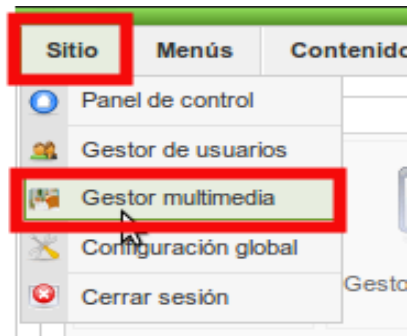 Sitio Menús Contenido
Panel de control
Gestor de usuarios
Gestor multimedia
Configuración global
Cerrar sesión
Gesto